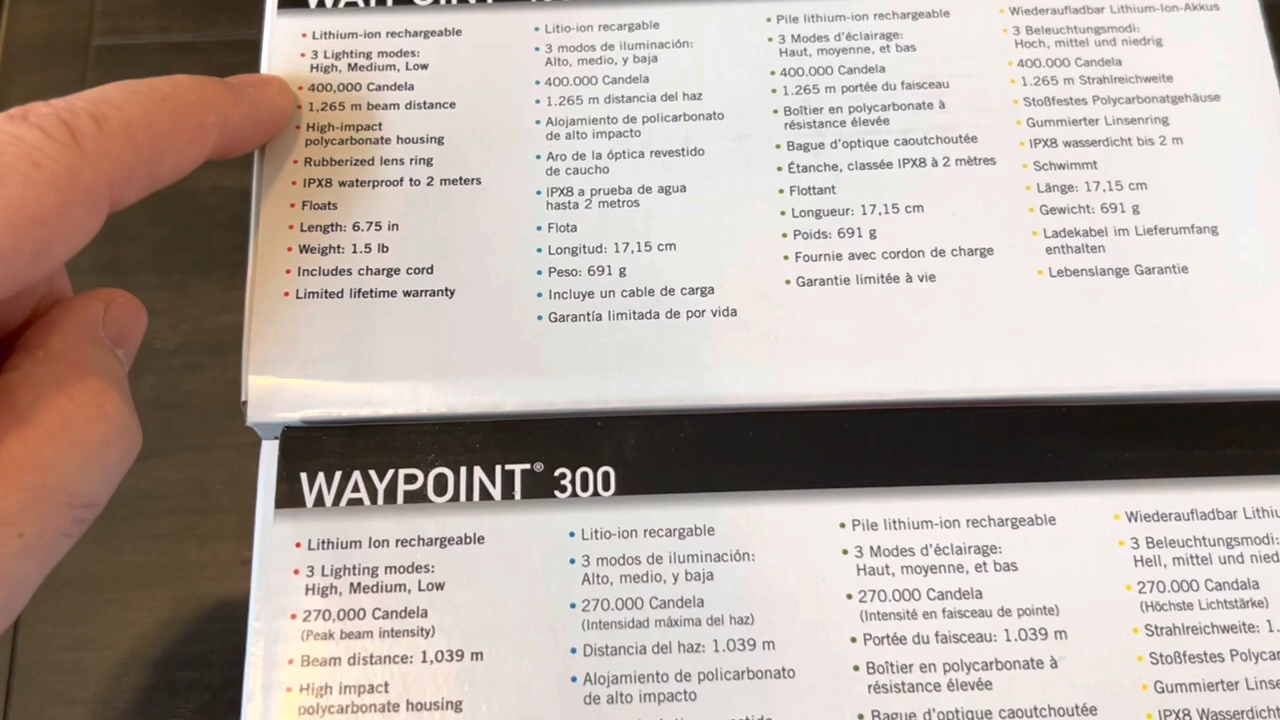 WAYPOINT
• Lithium-ion rechargeable
• 3 Lighting modes:
High, Medium, Low
• 400,000 Candela
• 1,265 m beam distance
• High-impact
polycarbonate housing
• Rubberized lens ring
• IPX8 waterproof to 2 meters
• Floats
• Length: 6.75 in
• Weight: 1.5 lb
• Includes charge cord
• Limited lifetime warranty
• Litio-ion recargable
• 3 modos de iluminación:
Alto, medio, y baja
• 400.000 Candela
• 1.265 m distancia del haz
• Alojamiento de policarbonato
de alto impacto
• Aro de la óptica revestido
de caucho
• IPX8 a prueba de agua
hasta 2 metros
• Flota
• Longitud: 17,15 cm
• Peso: 691 g
• Incluye un cable de carga
• Garantía limitada de por vida
• Pile lithium-ion rechargeable
• 3 Modes d'éclairage:
Haut, moyenne, et bas
• 400.000 Candela
• 1.265 m portée du faisceau
• Boîtier en polycarbonate à
résistance élevée
• Bague d'optique caoutchoutée
• Étanche, classée IPX8 à 2 mètres
• Flottant
• Longueur: 17,15 cm
• Poids: 691 g
• Fournie avec cordon de charge
• Garantie limitée à vie
• Wiederaufladbar Lithium-Ion-Akkus
• 3 Beleuchtungsmodi:
Hoch, mittel und niedrig
• 400.000 Candela
• 1.265 m Strahlreichweite
• Stoßfestes Polycarbonatgehäuse
• Gummierter Linsenring
• IPX8 wasserdicht bis 2 m
• Schwimmt
• Länge: 17,15 cm
• Gewicht: 691 g
• Ladekabel im Lieferumfang
enthalten
• Lebenslange Garantie
WAYPOINT® 300
• Lithium Ion rechargeable
• 3 Lighting modes:
High, Medium, Low
• 270,000 Candela
(Peak beam intensity)
• Beam distance: 1,039 m
• High impact
polycarbonate housing
• Litio-ion recargable
• 3 modos de iluminación:
Alto, medio, y baja
• 270.000 Candela
(Intensidad máxima del haz)
• Distancia del haz: 1.039 m
• Alojamiento de policarbonato
de alto impacto
• Pile lithium-ion rechargeable
• 3 Modes d'éclairage:
Haut, moyenne, et bas
• 270.000 Candela
(Intensité en faisceau de pointe)
• Portée du faisceau: 1.039 m
• Boîtier en polycarbonate à
résistance élevée
• Bague d'optique caoutchoutée
• Wiederaufladbar Lithiu
• 3 Beleuchtungsmodi:
Hell, mittel und nied
• 270.000 Candala
(Höchste Lichtstärke)
• Strahlreichweite: 1.
• Stoßfestes Polycar
• Gummierter Linse
• IPX8 Wasserdicht